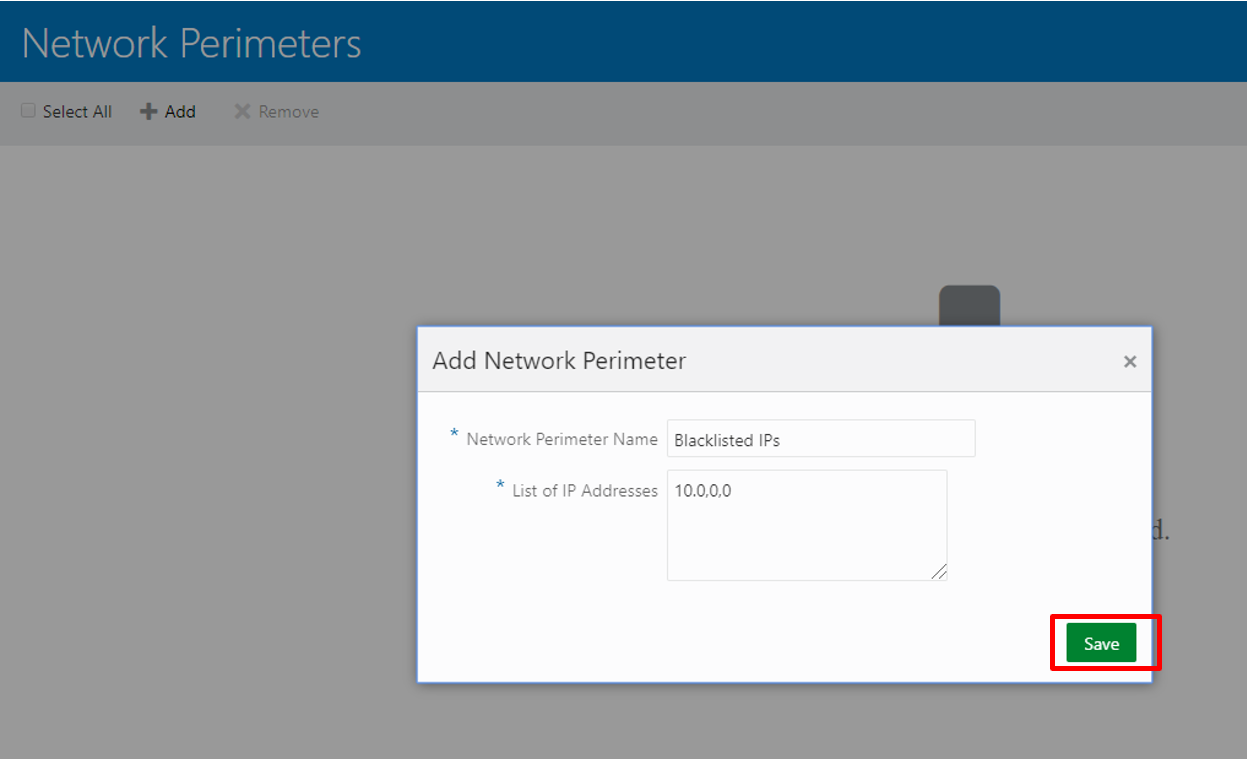 Network Perimeters
Select All Add Remove
Add Network Perimeter ×
* Network Perimeter Name Blacklisted IPs
* List of IP Addresses 10.0,0,0
d.
Save